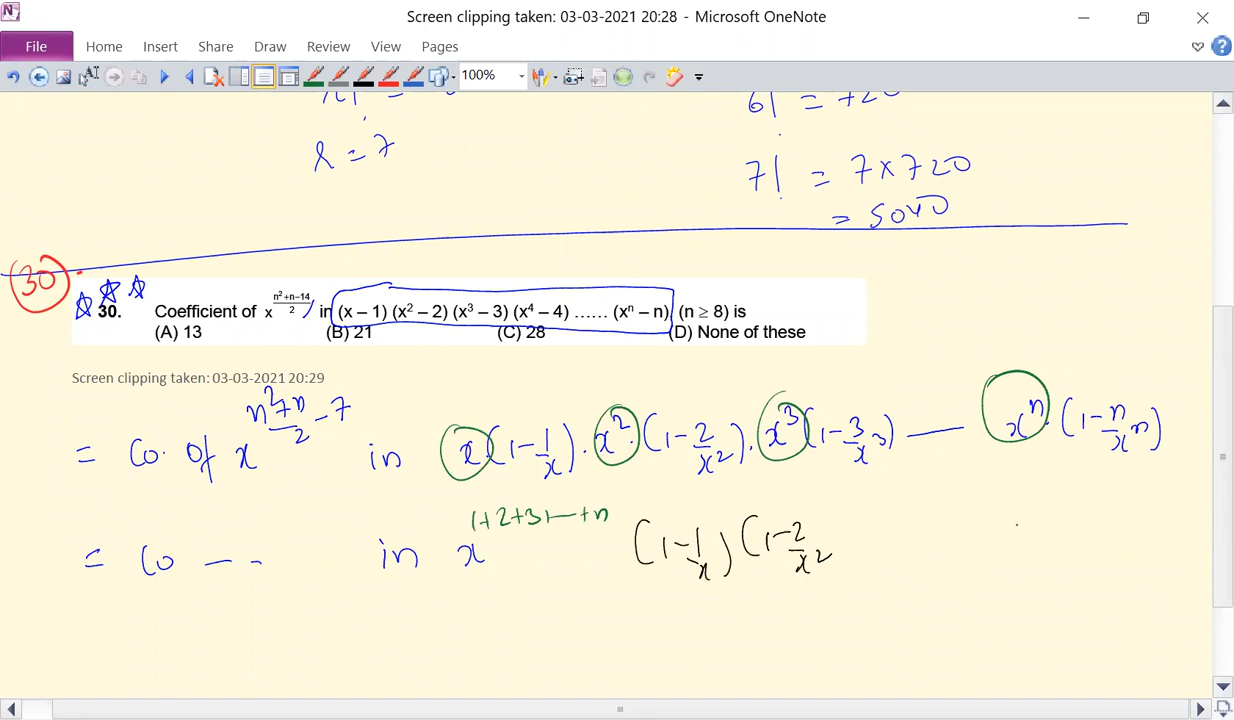 Screen clipping taken: 03-03-2021 20:28 - Microsoft OneNote
File Home Insert Share Draw Review View Pages
100%
6! = 720
λ = 7
7! = 7×720
= 5040
30
30. Coefficient of x^((n²+n–14)/2) in (x – 1) (x² – 2) (x³ – 3) (x⁴ – 4) …… (xⁿ – n), (n ≥ 8) is
(A) 13 (B) 21 (C) 28 (D) None of these
Screen clipping taken: 03-03-2021 20:29
= Co. Of x^((n²+n)/2 – 7) in x(1–1/x). x².(1–2/x²). x³(1–3/x³) —— xⁿ.(1–n/xⁿ)
= Co --- in x^(1+2+3+—+n) (1–1/x)(1–2/x²